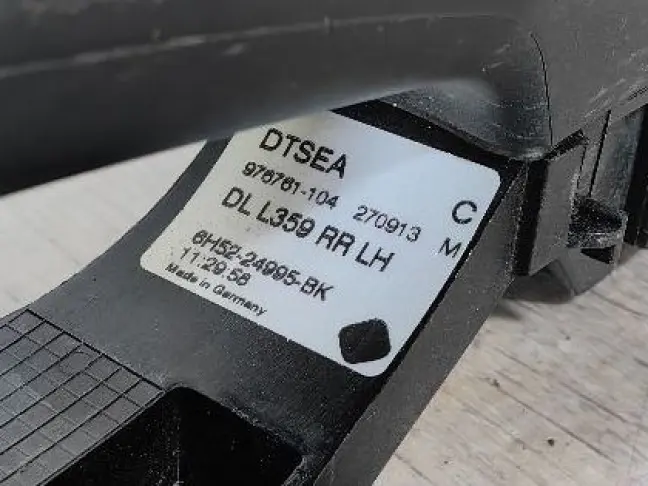 DTSEA
976761-104 270913 C
DL L359 RR LH M
6H52-24995-BK
11:29:58
Made in Germany